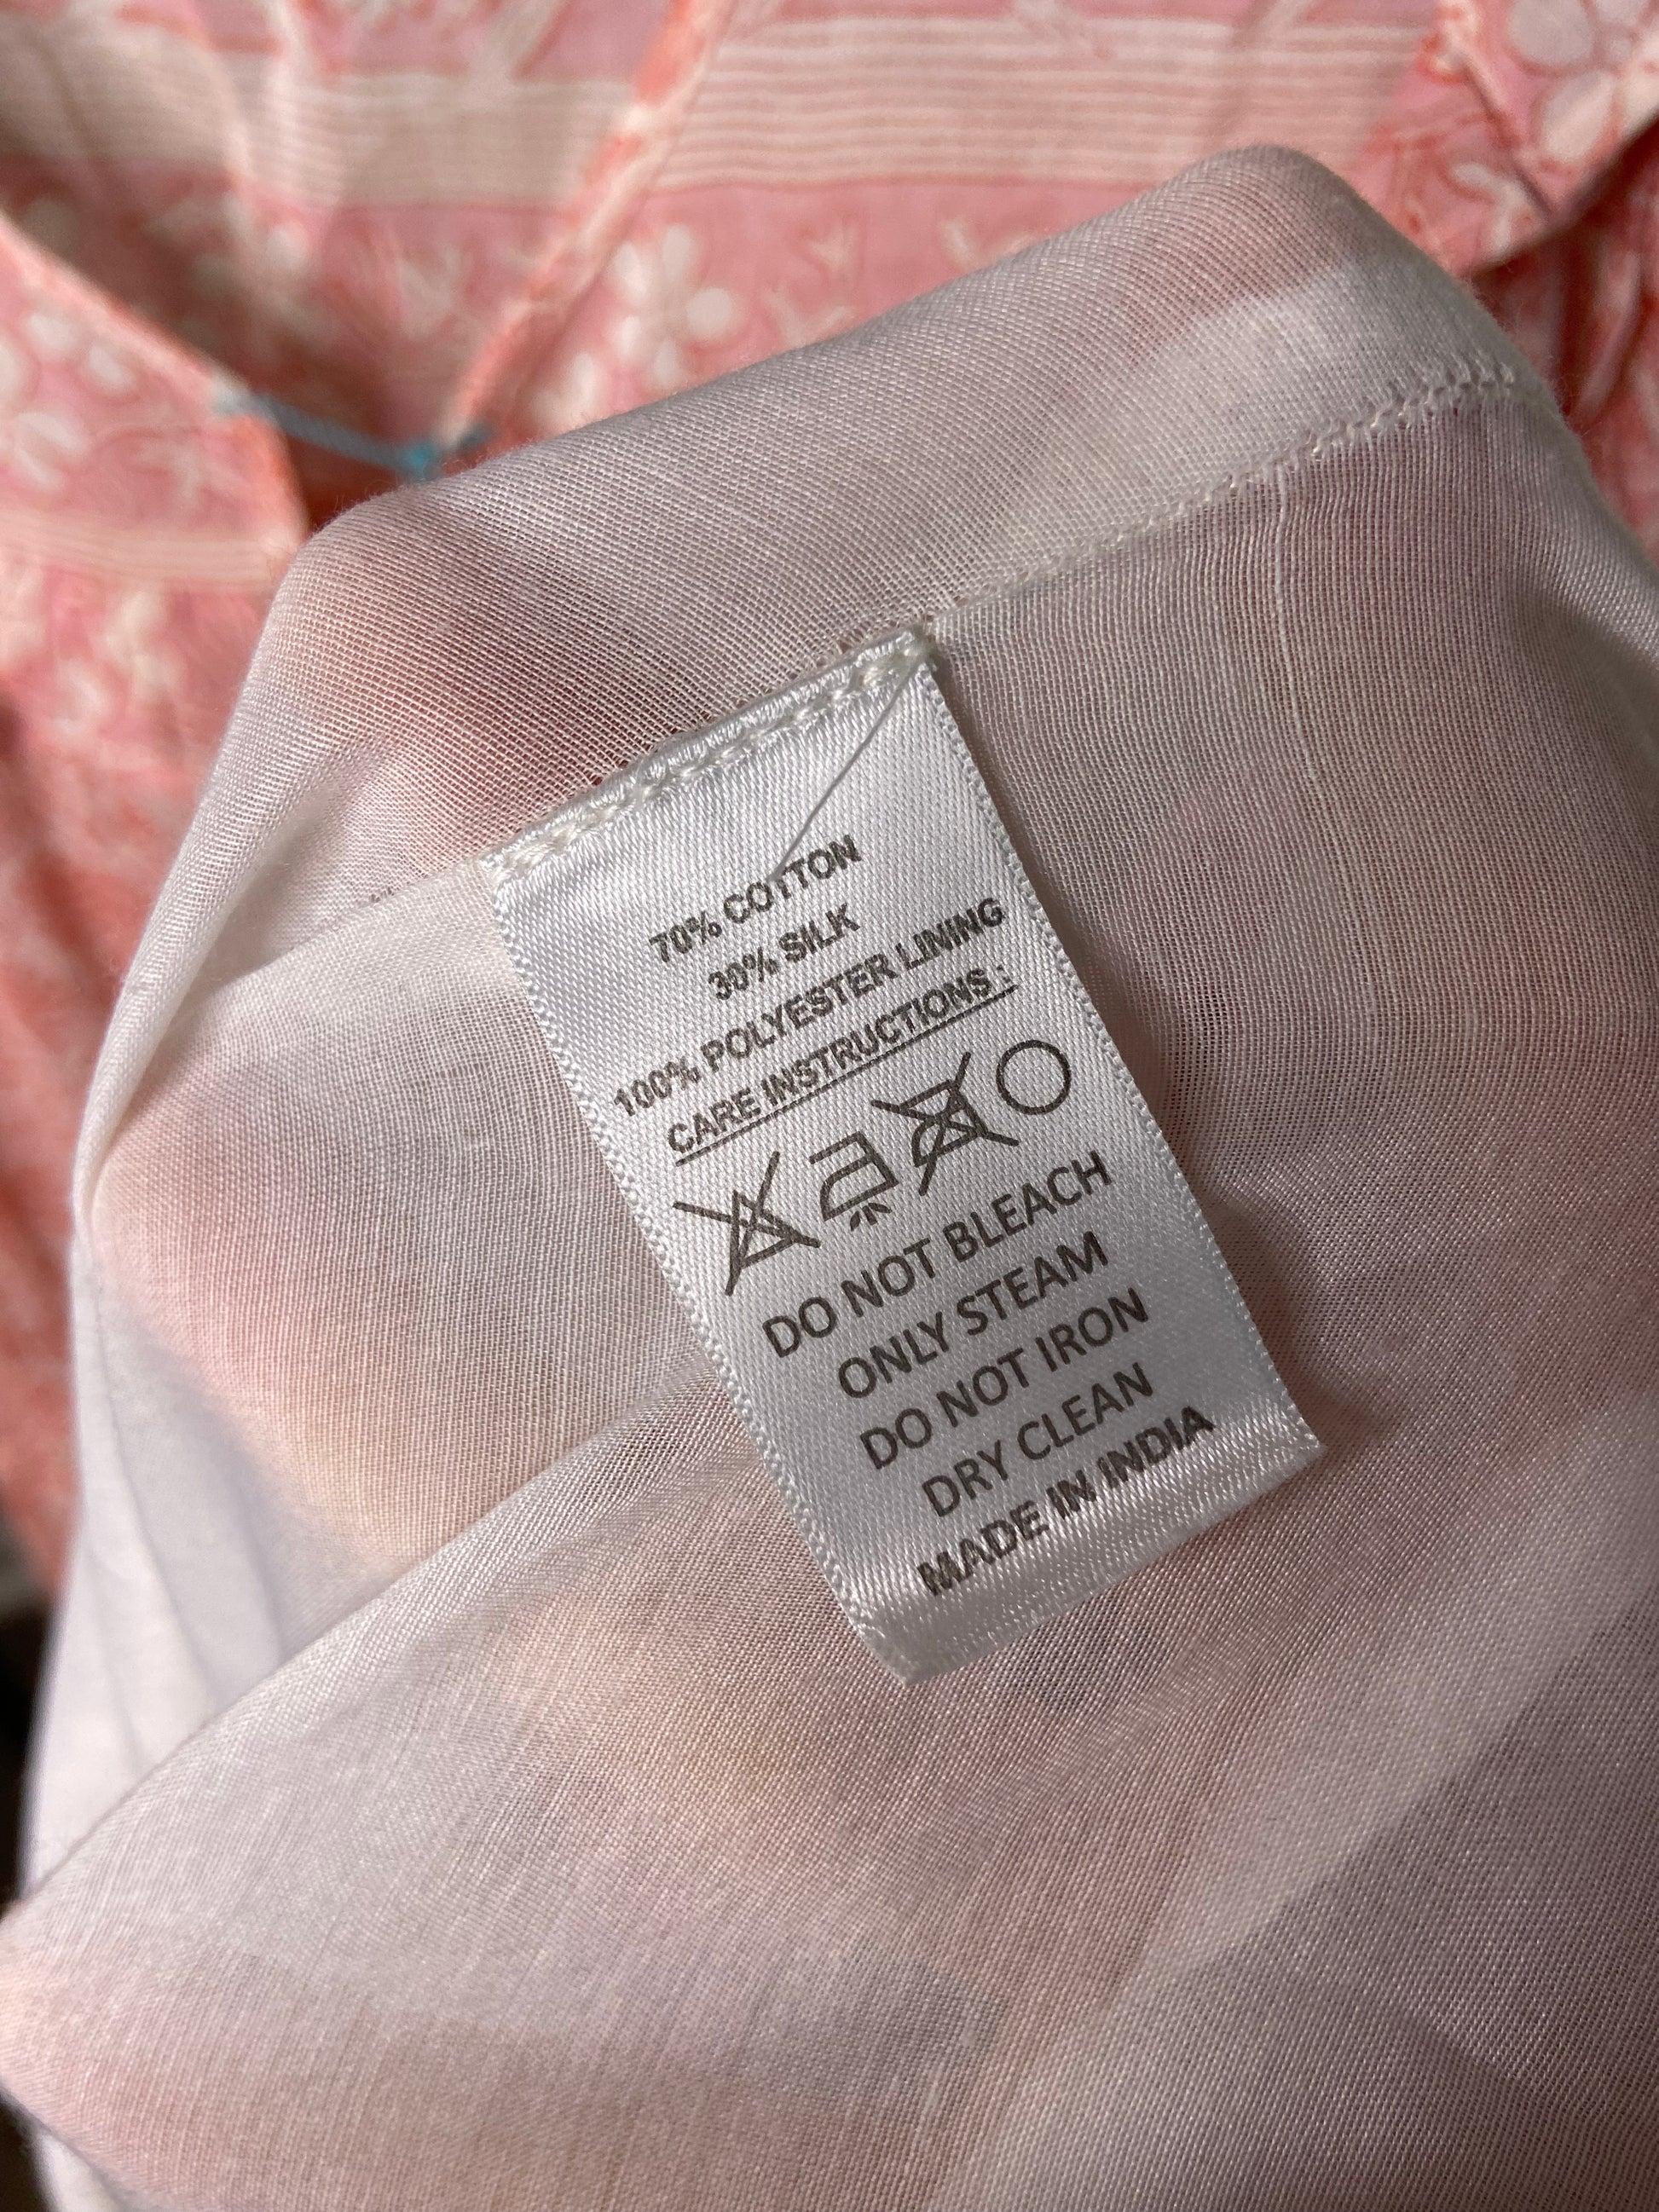 70% COTTON
30% SILK
100% POLYESTER LINING
CARE INSTRUCTIONS :
DO NOT BLEACH
ONLY STEAM
DO NOT IRON
DRY CLEAN
MADE IN INDIA